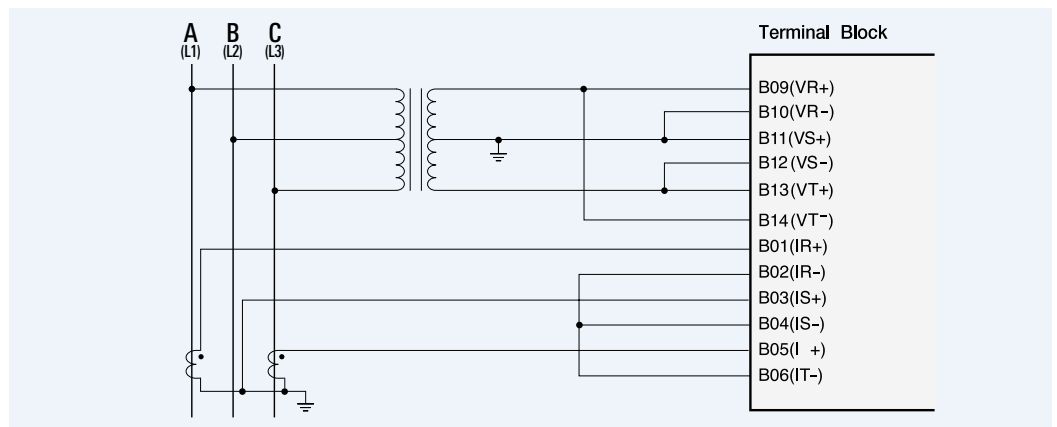 A B C
(L1) (L2) (L3)
Terminal Block
B09(VR+)
B10(VR-)
B11(VS+)
B12(VS-)
B13(VT+)
B14(VT-)
B01(IR+)
B02(IR-)
B03(IS+)
B04(IS-)
B05(I +)
B06(IT-)